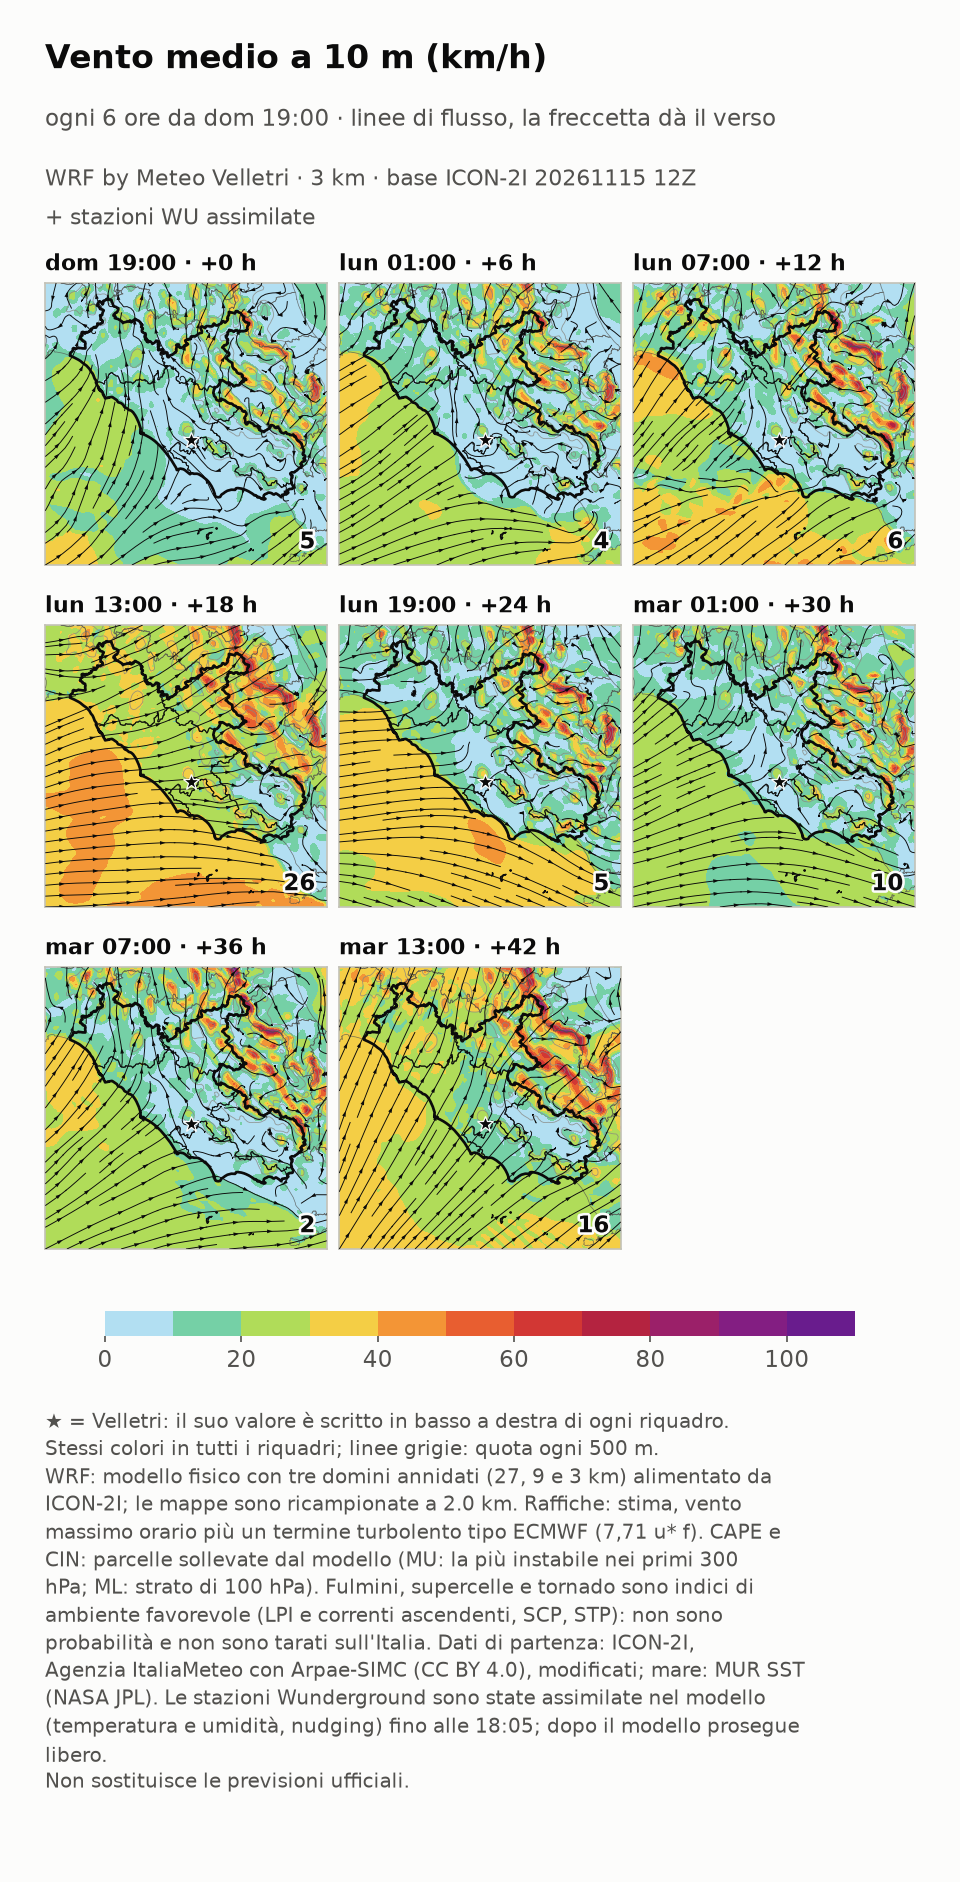 Vento medio a 10 m (km/h)
ogni 6 ore da dom 19:00 · linee di flusso, la freccetta dà il verso
WRF by Meteo Velletri · 3 km · base ICON-2I 20261115 12Z
+ stazioni WU assimilate
dom 19:00 · +0 h
lun 01:00 · +6 h
lun 07:00 · +12 h
5
4
6
lun 13:00 · +18 h
lun 19:00 · +24 h
mar 01:00 · +30 h
26
5
10
mar 07:00 · +36 h
mar 13:00 · +42 h
2
16
0 20 40 60 80 100
★ = Velletri: il suo valore è scritto in basso a destra di ogni riquadro.
Stessi colori in tutti i riquadri; linee grigie: quota ogni 500 m.
WRF: modello fisico con tre domini annidati (27, 9 e 3 km) alimentato da
ICON-2I; le mappe sono ricampionate a 2.0 km. Raffiche: stima, vento
massimo orario più un termine turbolento tipo ECMWF (7,71 u* f). CAPE e
CIN: parcelle sollevate dal modello (MU: la più instabile nei primi 300
hPa; ML: strato di 100 hPa). Fulmini, supercelle e tornado sono indici di
ambiente favorevole (LPI e correnti ascendenti, SCP, STP): non sono
probabilità e non sono tarati sull'Italia. Dati di partenza: ICON-2I,
Agenzia ItaliaMeteo con Arpae-SIMC (CC BY 4.0), modificati; mare: MUR SST
(NASA JPL). Le stazioni Wunderground sono state assimilate nel modello
(temperatura e umidità, nudging) fino alle 18:05; dopo il modello prosegue
libero.
Non sostituisce le previsioni ufficiali.